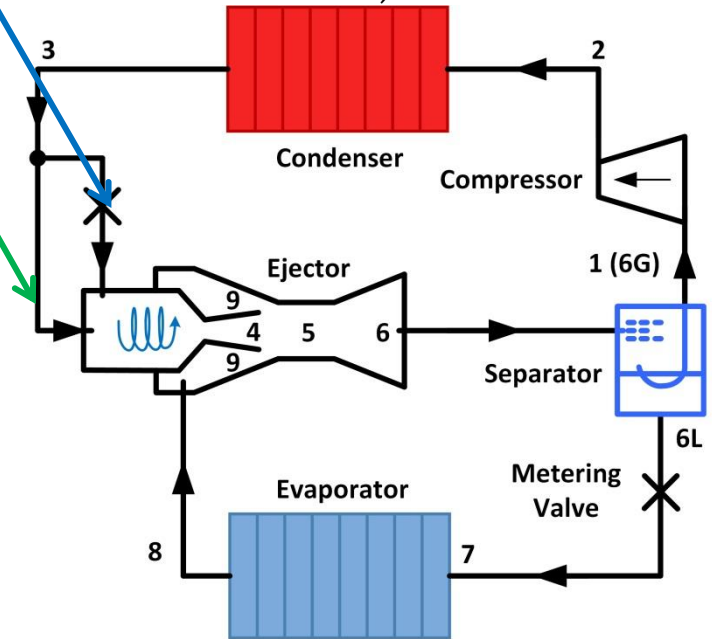 3
2
Condenser
Compressor
Ejector
1 (6G)
9
4
5
6
9
Separator
6L
Evaporator
Metering
Valve
8
7